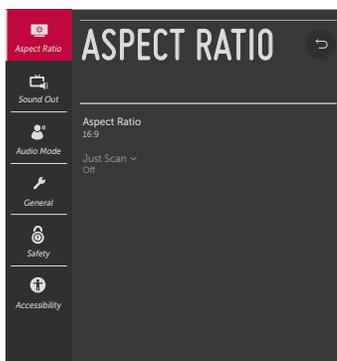 Aspect Ratio
Sound Out
Audio Mode
General
Safety
Accessibility
ASPECT RATIO
Aspect Ratio
16:9
Just Scan
Off